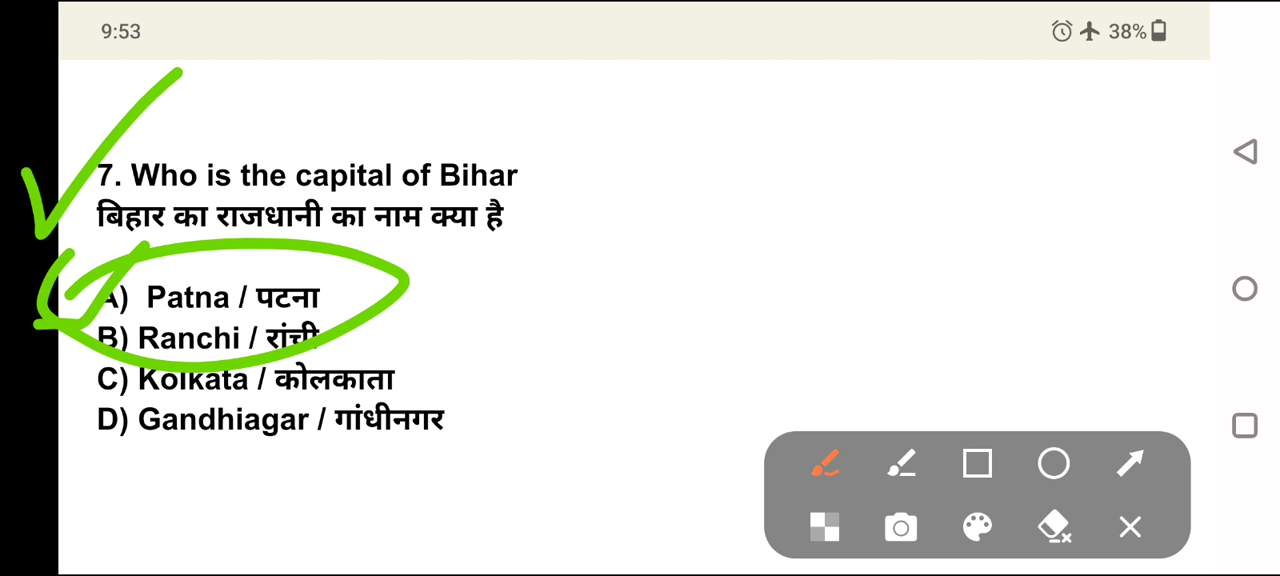 9:53
38%
7. Who is the capital of Bihar
बिहार का राजधानी का नाम क्या है
A) Patna / पटना
B) Ranchi / रांची
C) Kolkata / कोलकाता
D) Gandhiagar / गांधीनगर